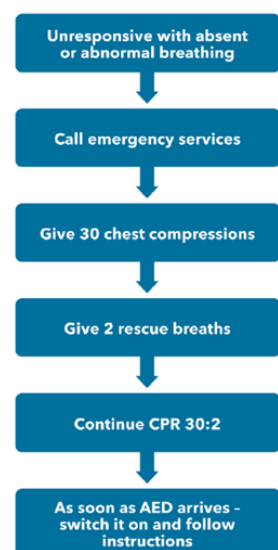 Unresponsive with absent
or abnormal breathing
Call emergency services
Give 30 chest compressions
Give 2 rescue breaths
Continue CPR 30:2
As soon as AED arrives –
switch it on and follow
instructions